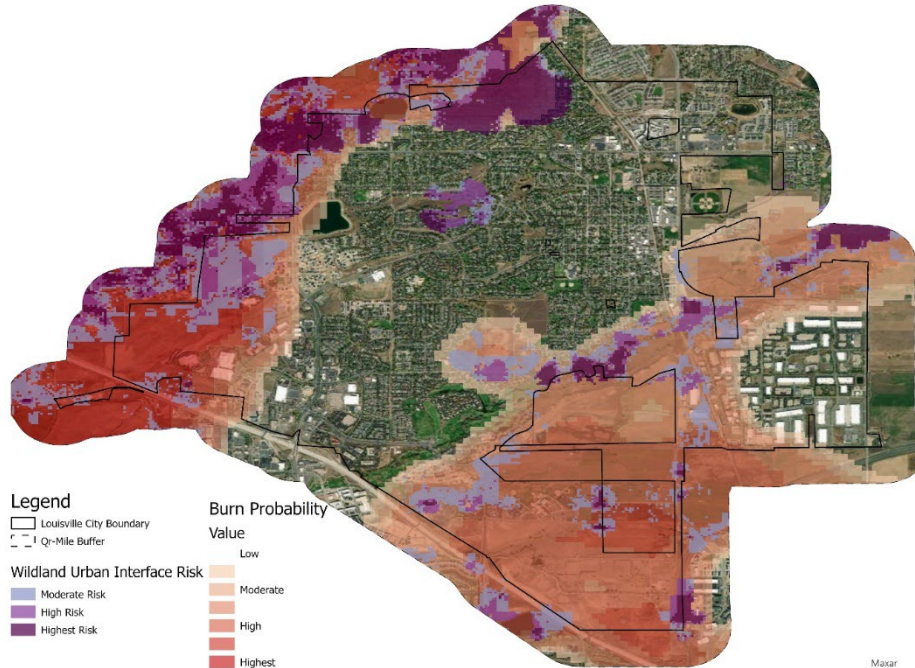 Legend
Louisville City Boundary
Qr-Mile Buffer
Wildland Urban Interface Risk
Moderate Risk
High Risk
Highest Risk
Burn Probability
Value
Low
Moderate
High
Highest
Maxar